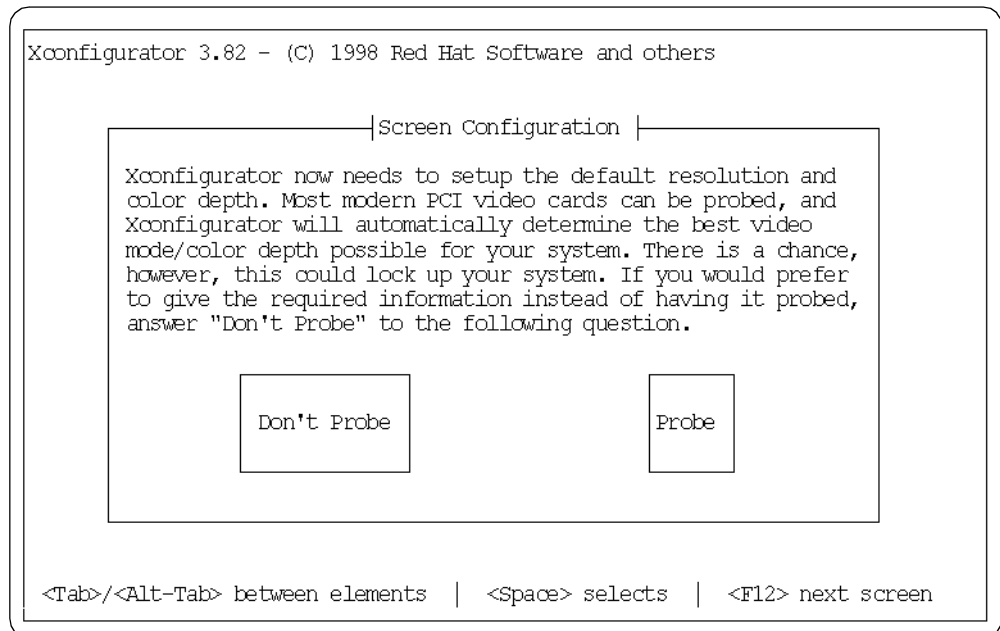 Xconfigurator 3.82 - (C) 1998 Red Hat Software and others
Screen Configuration
Xconfigurator now needs to setup the default resolution and
color depth. Most modern PCI video cards can be probed, and
Xconfigurator will automatically determine the best video
mode/color depth possible for your system. There is a chance,
however, this could lock up your system. If you would prefer
to give the required information instead of having it probed,
answer "Don't Probe" to the following question.
Don't Probe
Probe
<Tab>/<Alt-Tab> between elements | <Space> selects | <F12> next screen